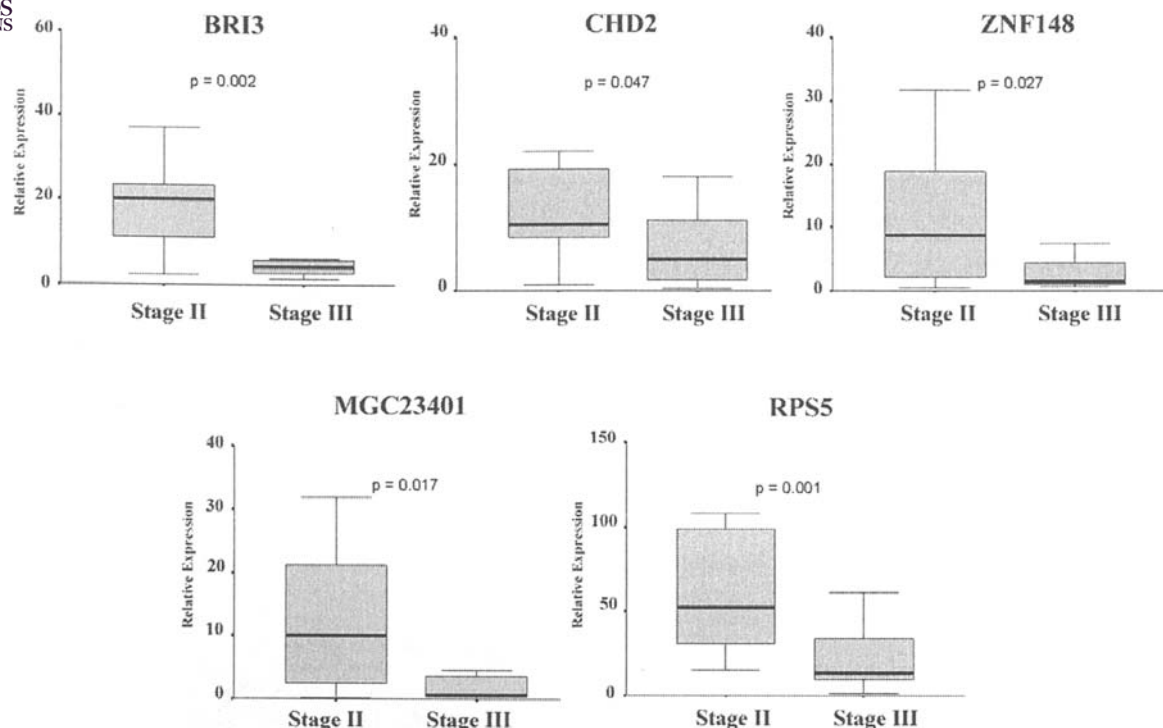 BRI3
60
p = 0.002
40
20
0
Relative Expression
Stage II Stage III
CHD2
40
p = 0.047
20
0
Relative Expression
Stage II Stage III
ZNF148
40
p = 0.027
30
20
10
0
Relative Expression
Stage II Stage III
MGC23401
40
p = 0.017
30
20
10
0
Relative Expression
Stage II Stage III
RPS5
150
p = 0.001
100
50
0
Relative Expression
Stage II Stage III